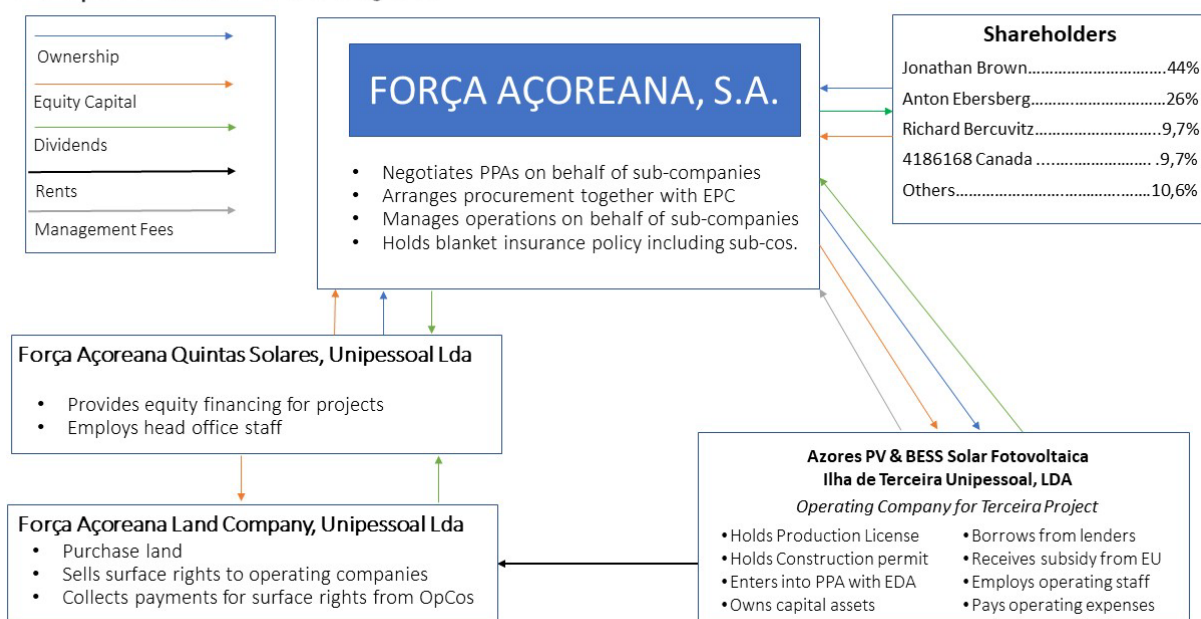 Ownership
Equity Capital
Dividends
Rents
Management Fees
FORÇA AÇOREANA, S.A.
• Negotiates PPAs on behalf of sub-companies
• Arranges procurement together with EPC
• Manages operations on behalf of sub-companies
• Holds blanket insurance policy including sub-cos.
Shareholders
Jonathan Brown……………………..44%
Anton Ebersberg……………………26%
Richard Bercuvitz…………………..9,7%
4186168 Canada ………………..9,7%
Others………………………………10,6%
Força Açoreana Quintas Solares, Unipessoal Lda
• Provides equity financing for projects
• Employs head office staff
Força Açoreana Land Company, Unipessoal Lda
• Purchase land
• Sells surface rights to operating companies
• Collects payments for surface rights from OpCos
Azores PV & BESS Solar Fotovoltaica
Ilha de Terceira Unipessoal, LDA
Operating Company for Terceira Project
• Holds Production License
• Holds Construction permit
• Enters into PPA with EDA
• Owns capital assets
• Borrows from lenders
• Receives subsidy from EU
• Employs operating staff
• Pays operating expenses